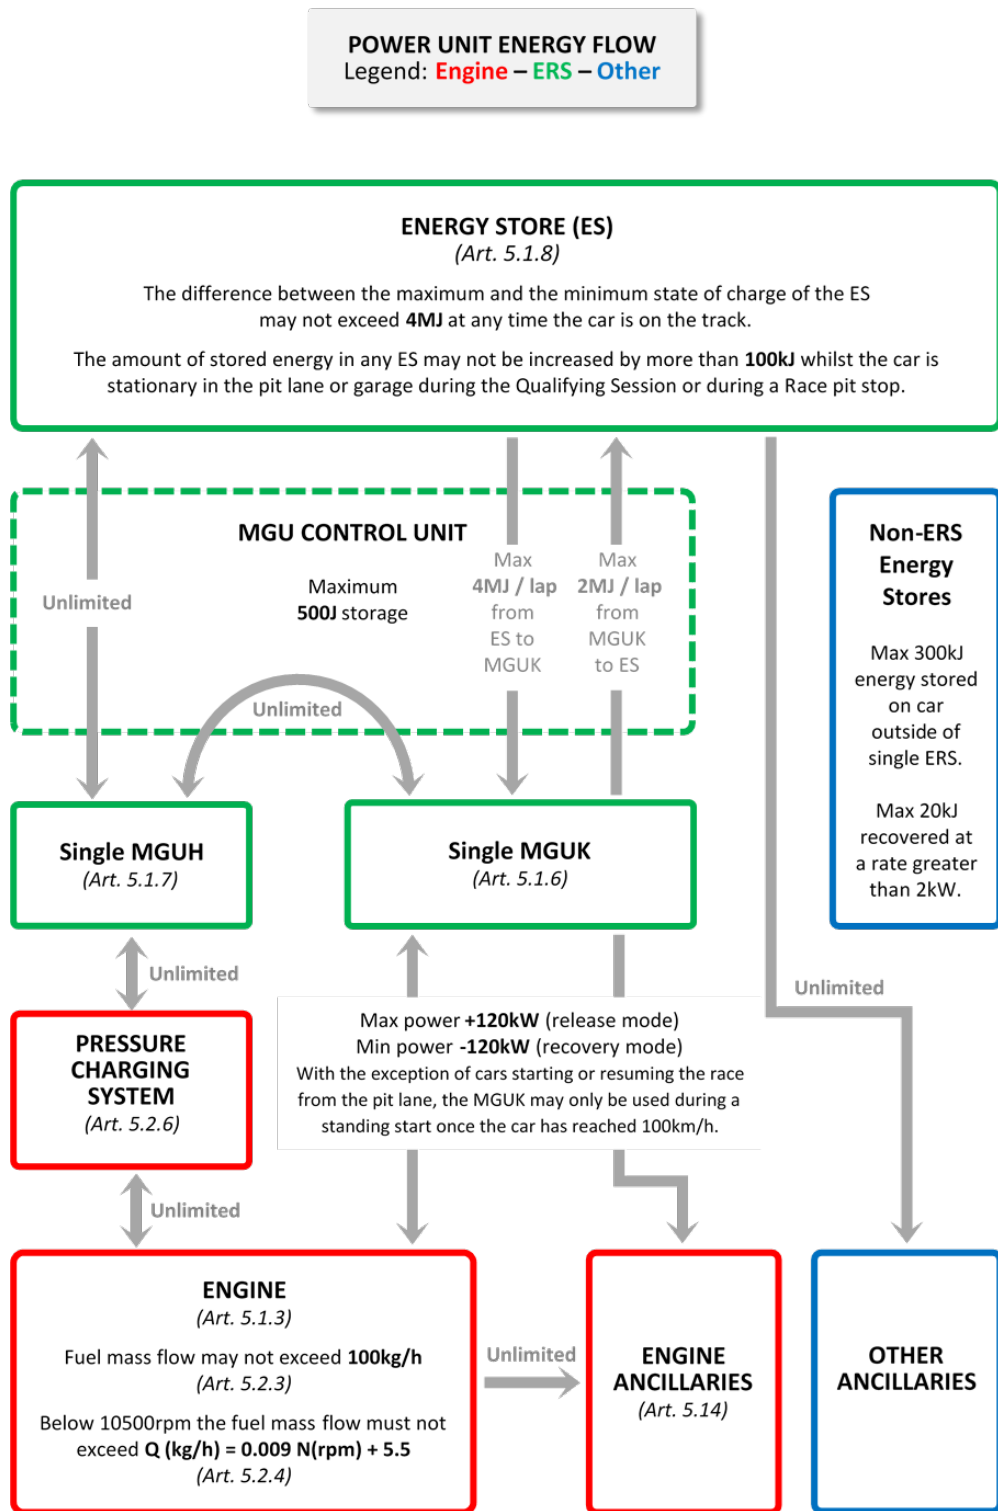 POWER UNIT ENERGY FLOW
Legend: Engine – ERS – Other
ENERGY STORE (ES)
(Art. 5.1.8)
The difference between the maximum and the minimum state of charge of the ES
may not exceed 4MJ at any time the car is on the track.
The amount of stored energy in any ES may not be increased by more than 100kJ whilst the car is
stationary in the pit lane or garage during the Qualifying Session or during a Race pit stop.
MGU CONTROL UNIT
Maximum
500J storage
Unlimited
Max
4MJ / lap
from
ES to
MGUK
Max
2MJ / lap
from
MGUK
to ES
Unlimited
Non-ERS
Energy
Stores
Max 300kJ
energy stored
on car
outside of
single ERS.
Max 20kJ
recovered at
a rate greater
than 2kW.
Single MGUH
(Art. 5.1.7)
Single MGUK
(Art. 5.1.6)
Unlimited
Unlimited
Max power +120kW (release mode)
Min power -120kW (recovery mode)
With the exception of cars starting or resuming the race
from the pit lane, the MGUK may only be used during a
standing start once the car has reached 100km/h.
PRESSURE
CHARGING
SYSTEM
(Art. 5.2.6)
Unlimited
ENGINE
(Art. 5.1.3)
Fuel mass flow may not exceed 100kg/h
(Art. 5.2.3)
Below 10500rpm the fuel mass flow must not
exceed Q (kg/h) = 0.009 N(rpm) + 5.5
(Art. 5.2.4)
Unlimited
ENGINE
ANCILLARIES
(Art. 5.14)
OTHER
ANCILLARIES